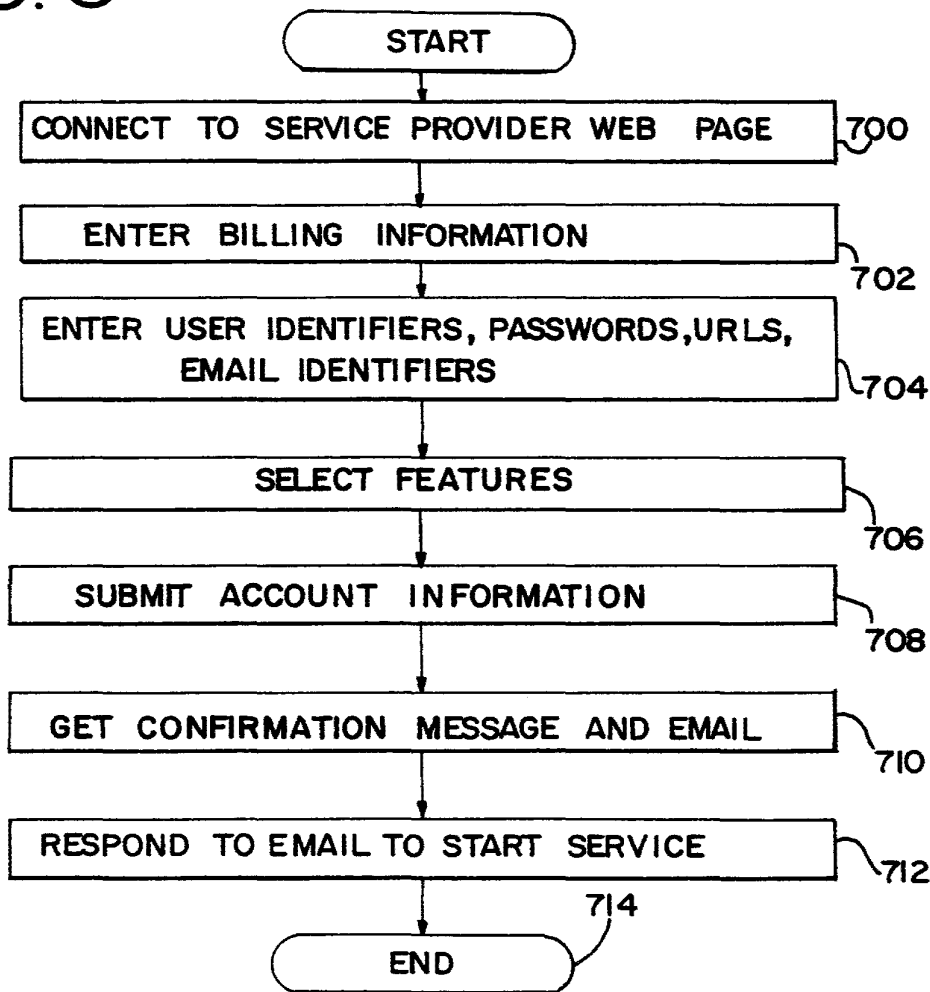 START
CONNECT TO SERVICE PROVIDER WEB PAGE
700
ENTER BILLING INFORMATION
702
ENTER USER IDENTIFIERS, PASSWORDS,URLS,
EMAIL IDENTIFIERS
704
SELECT FEATURES
706
SUBMIT ACCOUNT INFORMATION
708
GET CONFIRMATION MESSAGE AND EMAIL
710
RESPOND TO EMAIL TO START SERVICE
712
714
END